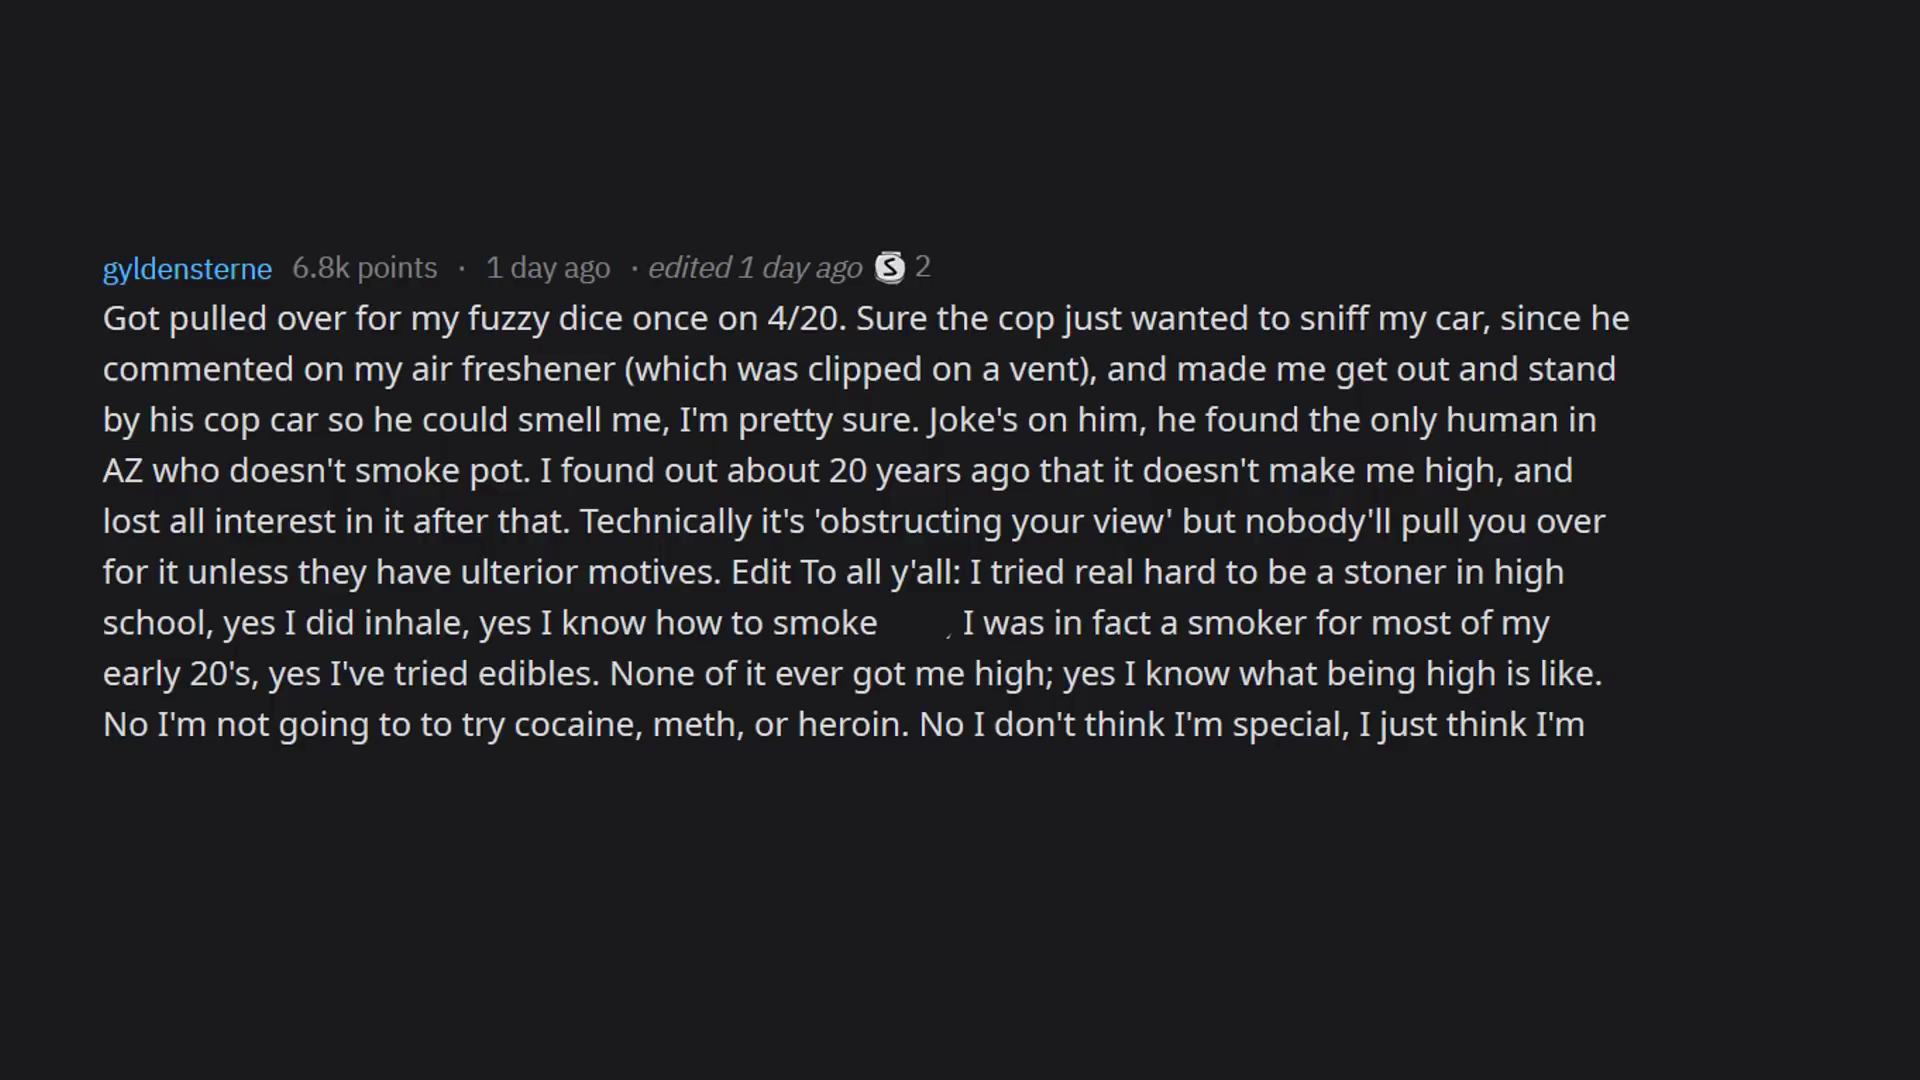 gyldensterne 6.8k points · 1 day ago · edited 1 day ago S 2
Got pulled over for my fuzzy dice once on 4/20. Sure the cop just wanted to sniff my car, since he
commented on my air freshener (which was clipped on a vent), and made me get out and stand
by his cop car so he could smell me, I'm pretty sure. Joke's on him, he found the only human in
AZ who doesn't smoke pot. I found out about 20 years ago that it doesn't make me high, and
lost all interest in it after that. Technically it's 'obstructing your view' but nobody'll pull you over
for it unless they have ulterior motives. Edit To all y'all: I tried real hard to be a stoner in high
school, yes I did inhale, yes I know how to smoke , I was in fact a smoker for most of my
early 20's, yes I've tried edibles. None of it ever got me high; yes I know what being high is like.
No I'm not going to to try cocaine, meth, or heroin. No I don't think I'm special, I just think I'm